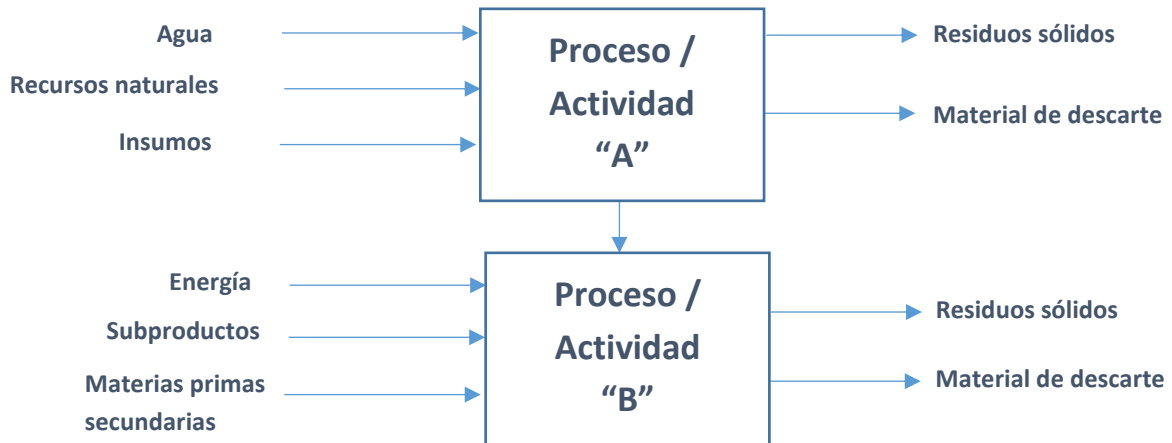 Agua
Recursos naturales
Insumos
Proceso /
Actividad
“A”
Residuos sólidos
Material de descarte
Energía
Subproductos
Materias primas
secundarias
Proceso /
Actividad
“B”
Residuos sólidos
Material de descarte